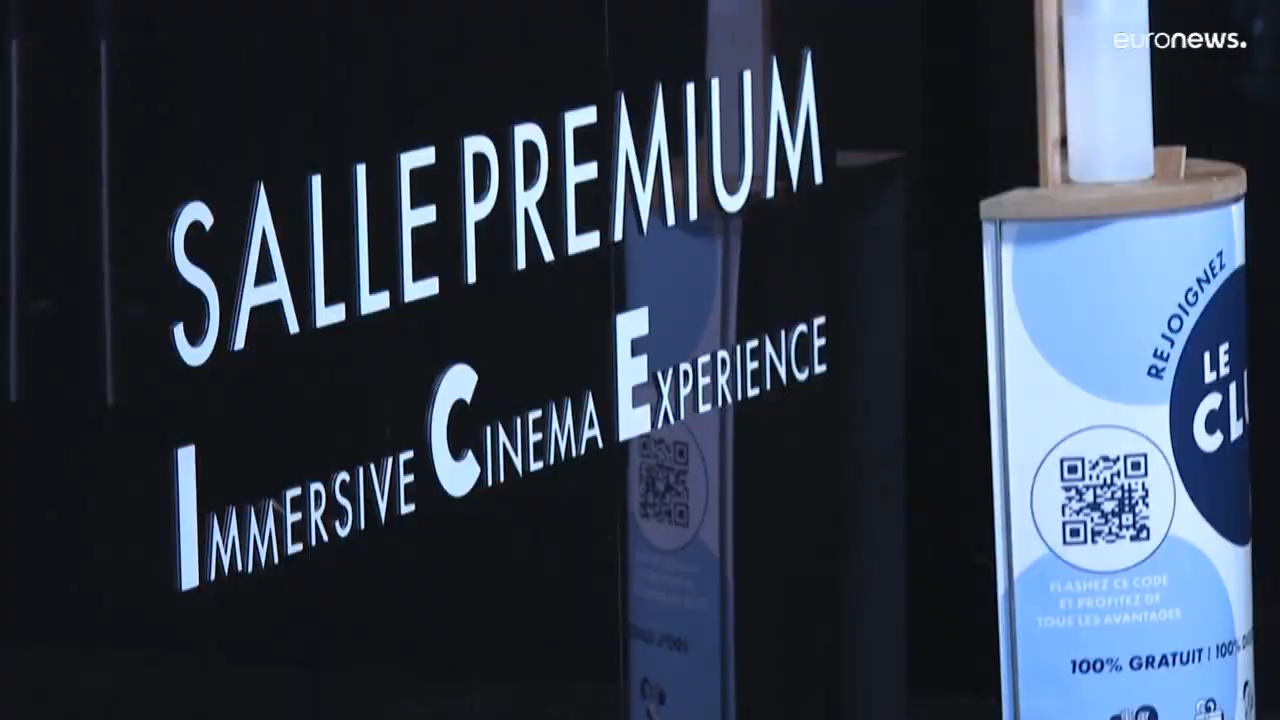 euronews.
SALLE PREMIUM
IMMERSIVE CINEMA EXPERIENCE
REJOIGNEZ
LE
FLASHEZ CE CODE
ET PROFITEZ DE
TOUS LES AVANTAGES
100% GRATUIT | 100%